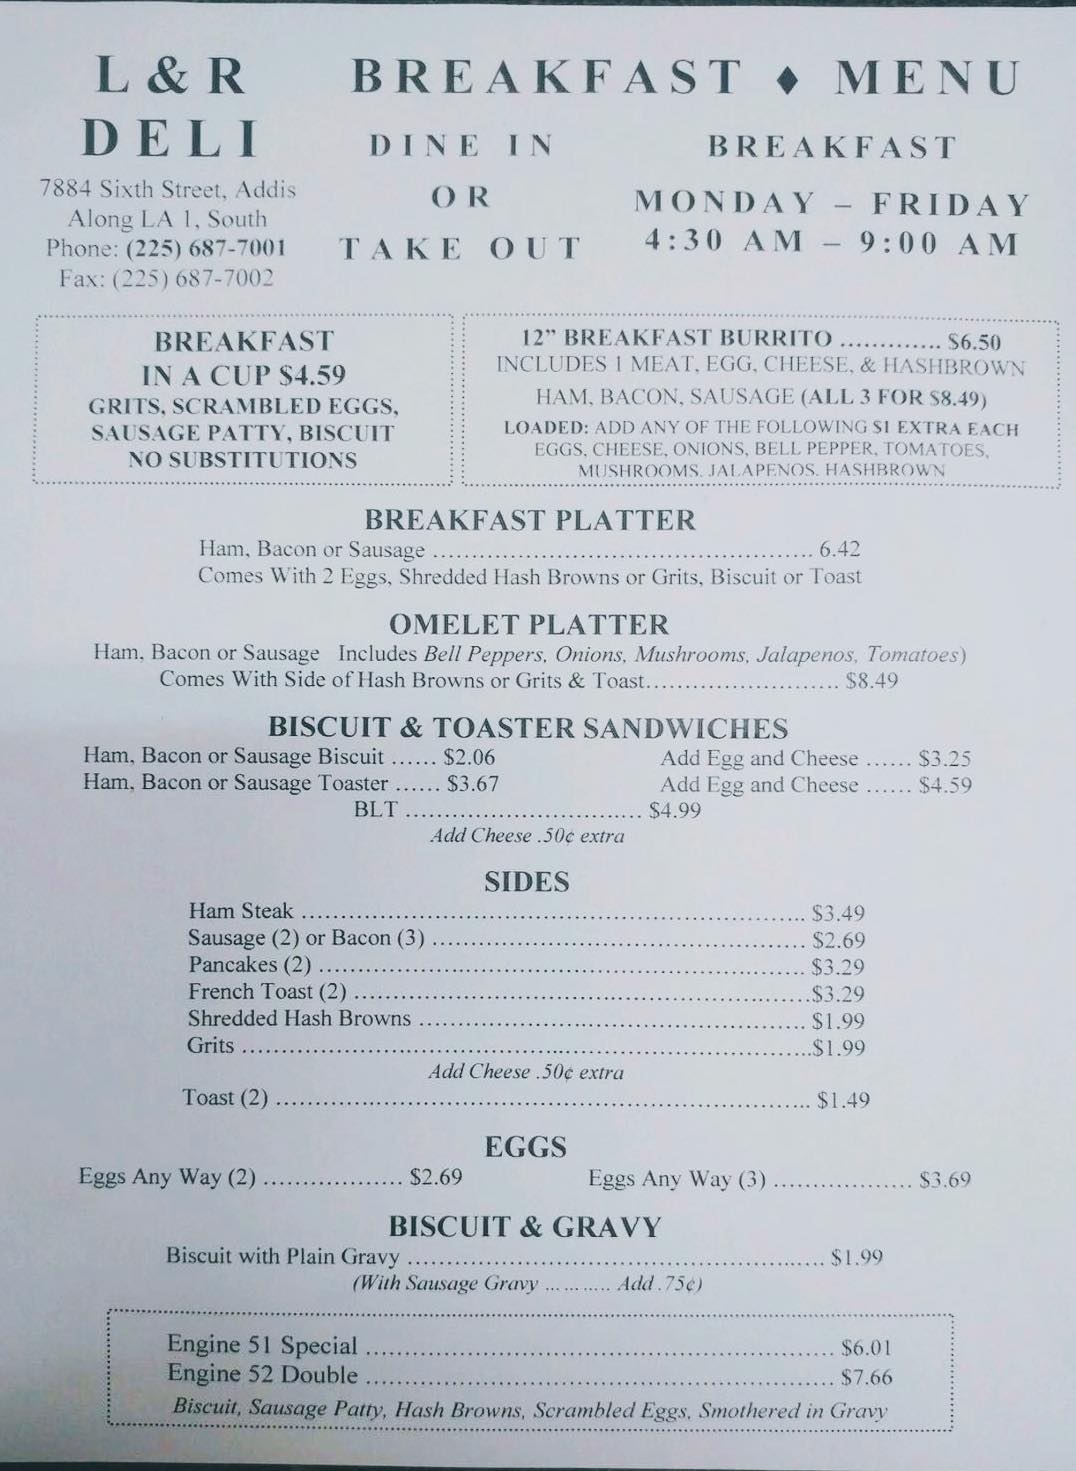 L & R
DELI
7884 Sixth Street, Addis
Along LA 1, South
Phone: (225) 687-7001
Fax: (225) 687-7002
BREAKFAST ♦ MENU
DINE IN
OR
TAKE OUT
BREAKFAST
MONDAY – FRIDAY
4:30 AM – 9:00 AM
BREAKFAST
IN A CUP $4.59
GRITS, SCRAMBLED EGGS,
SAUSAGE PATTY, BISCUIT
NO SUBSTITUTIONS
12” BREAKFAST BURRITO ............. $6.50
INCLUDES 1 MEAT, EGG, CHEESE, & HASHBROWN
HAM, BACON, SAUSAGE (ALL 3 FOR $8.49)
LOADED: ADD ANY OF THE FOLLOWING $1 EXTRA EACH
EGGS, CHEESE, ONIONS, BELL PEPPER, TOMATOES,
MUSHROOMS, JALAPENOS, HASHBROWN
BREAKFAST PLATTER
Ham, Bacon or Sausage ................................................ 6.42
Comes With 2 Eggs, Shredded Hash Browns or Grits, Biscuit or Toast
OMELET PLATTER
Ham, Bacon or Sausage Includes Bell Peppers, Onions, Mushrooms, Jalapenos, Tomatoes)
Comes With Side of Hash Browns or Grits & Toast......................... $8.49
BISCUIT & TOASTER SANDWICHES
Ham, Bacon or Sausage Biscuit ...... $2.06 Add Egg and Cheese ...... $3.25
Ham, Bacon or Sausage Toaster ...... $3.67 Add Egg and Cheese ...... $4.59
BLT ............................... $4.99
Add Cheese .50¢ extra
SIDES
Ham Steak ................................................................ $3.49
Sausage (2) or Bacon (3) ................................................ $2.69
Pancakes (2) .............................................................. $3.29
French Toast (2) ..........................................................$3.29
Shredded Hash Browns .................................................. $1.99
Grits .........................................................................$1.99
Add Cheese .50¢ extra
Toast (2) .................................................................... $1.49
EGGS
Eggs Any Way (2) .................. $2.69 Eggs Any Way (3) .................. $3.69
BISCUIT & GRAVY
Biscuit with Plain Gravy ...................................................... $1.99
(With Sausage Gravy ........... Add .75¢)
Engine 51 Special ............................................................ $6.01
Engine 52 Double ............................................................ $7.66
Biscuit, Sausage Patty, Hash Browns, Scrambled Eggs, Smothered in Gravy